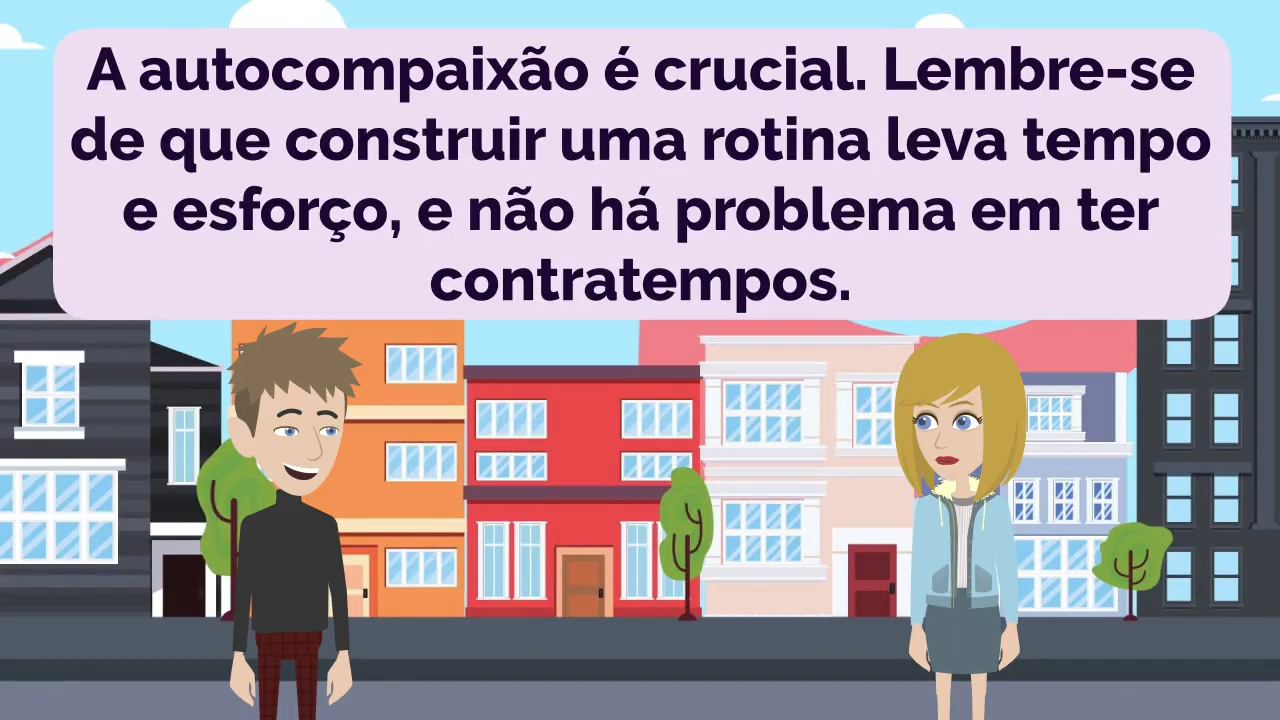 A autocompaixão é crucial. Lembre-se
de que construir uma rotina leva tempo
e esforço, e não há problema em ter
contratempos.